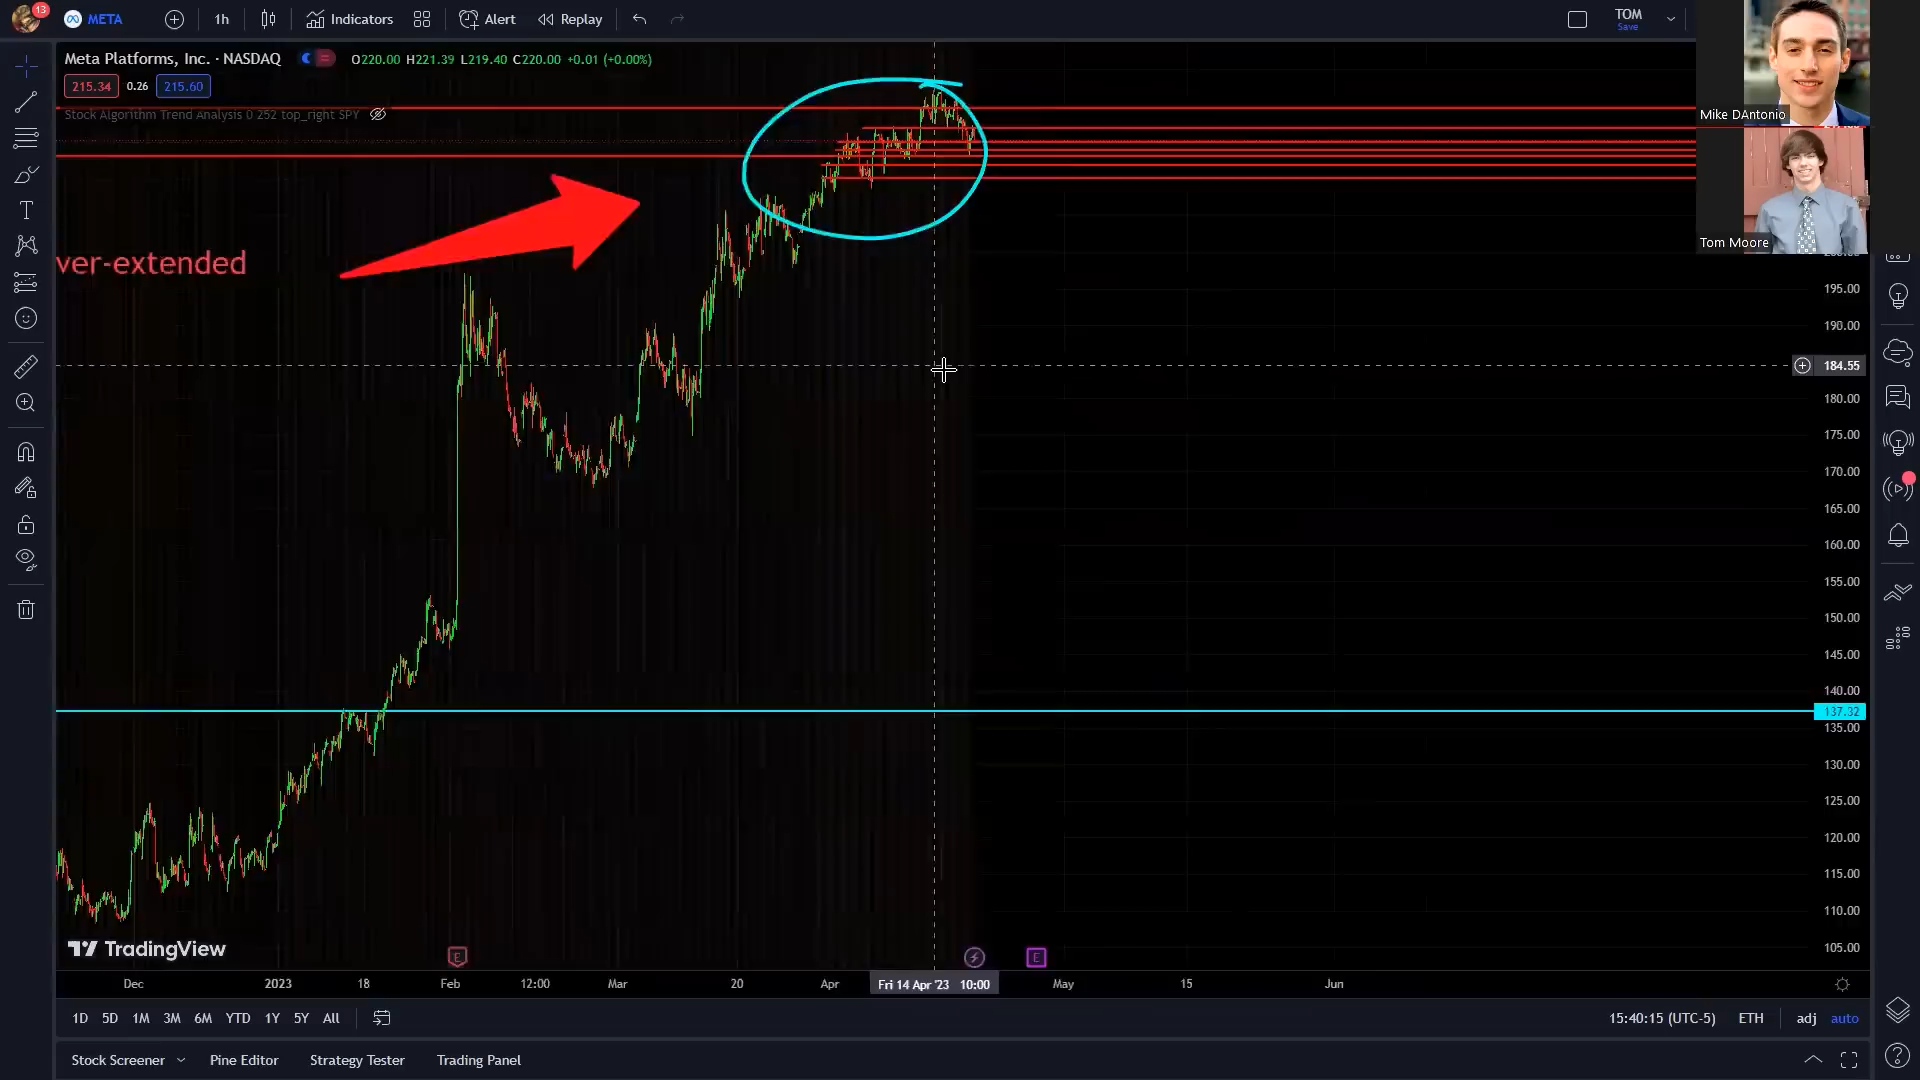 13
META
1h
Indicators
Alert
Replay
TOM
Save
Meta Platforms, Inc. · NASDAQ
O220.00 H221.39 L219.40 C220.00 +0.01 (+0.00%)
215.34
0.26
215.60
Stock Algorithm Trend Analysis 0 252 top_right SPY
Mike DAntonio
Tom Moore
ver-extended
195.00
190.00
184.55
180.00
175.00
170.00
165.00
160.00
155.00
150.00
145.00
140.00
137.32
135.00
130.00
125.00
120.00
115.00
110.00
105.00
TradingView
E
E
Dec
2023
18
Feb
12:00
Mar
20
Apr
Fri 14 Apr '23 10:00
May
15
Jun
1D 5D 1M 3M 6M YTD 1Y 5Y All
15:40:15 (UTC-5)
ETH
adj
auto
Stock Screener
Pine Editor
Strategy Tester
Trading Panel